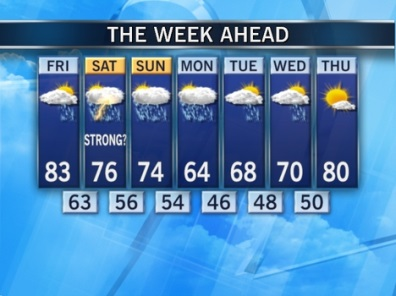 THE WEEK AHEAD
FRI SAT SUN MON TUE WED THU
STRONG?
83 76 74 64 68 70 80
63 56 54 46 48 50